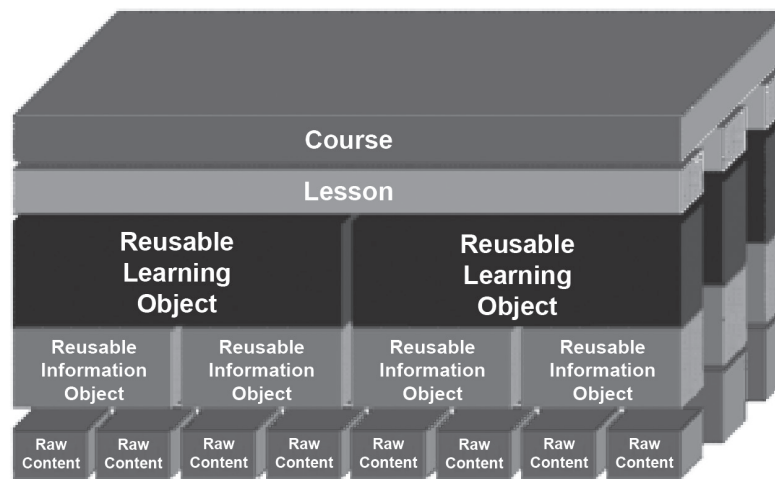 Course
Lesson
Reusable
Learning
Object
Reusable
Learning
Object
Reusable
Information
Object
Reusable
Information
Object
Reusable
Information
Object
Reusable
Information
Object
Raw
Content
Raw
Content
Raw
Content
Raw
Content
Raw
Content
Raw
Content
Raw
Content
Raw
Content